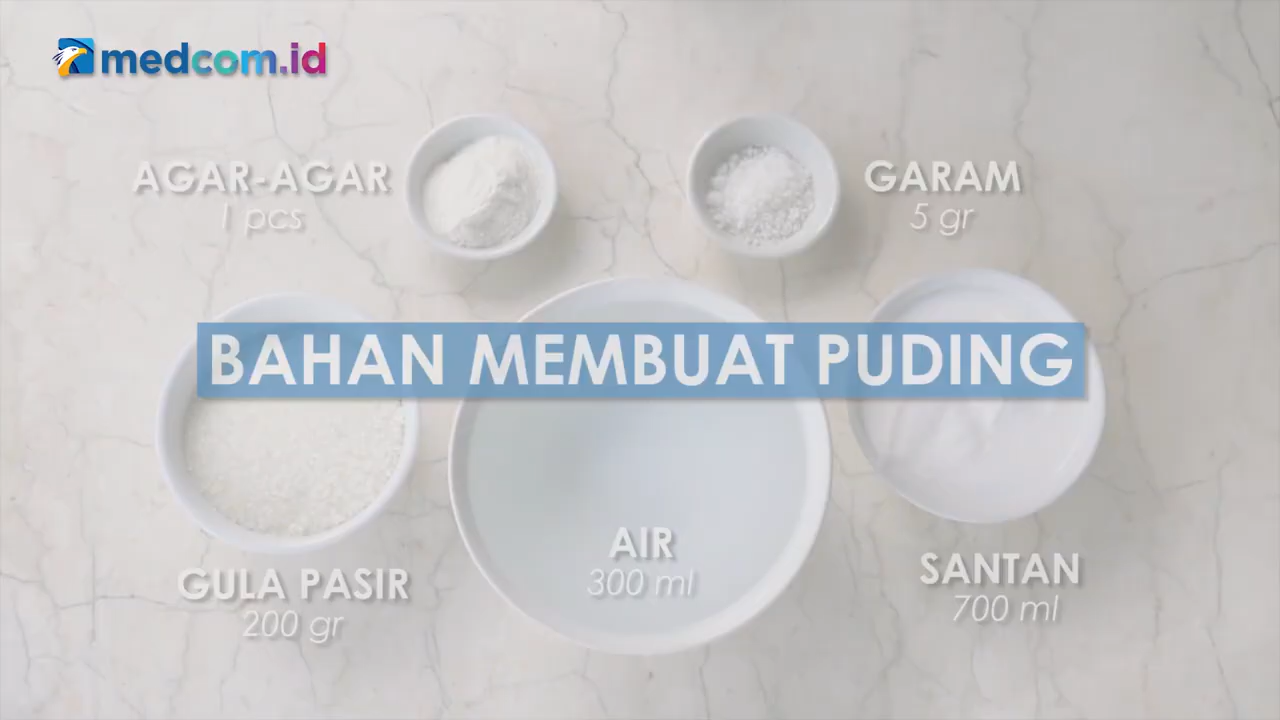 medcom.id
AGAR-AGAR
1 pcs
GARAM
5 gr
BAHAN MEMBUAT PUDING
GULA PASIR
200 gr
AIR
300 ml
SANTAN
700 ml